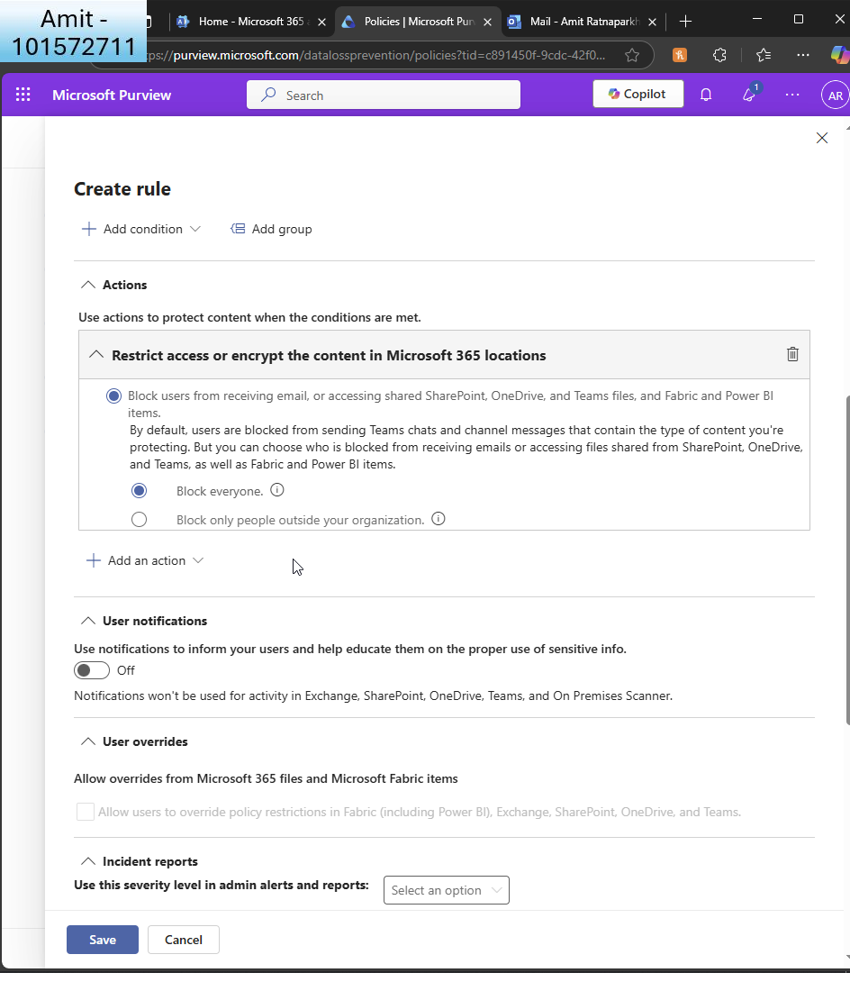 Amit -
101572711
Home - Microsoft 365
Policies | Microsoft Pur
Mail - Amit Ratnapark
ps://purview.microsoft.com/datalossprevention/policies?tid=c891450f-9cdc-42f0...
Microsoft Purview
Search
Copilot
1
AR
Create rule
Add condition
Add group
Actions
Use actions to protect content when the conditions are met.
Restrict access or encrypt the content in Microsoft 365 locations
Block users from receiving email, or accessing shared SharePoint, OneDrive, and Teams files, and Fabric and Power BI
items.
By default, users are blocked from sending Teams chats and channel messages that contain the type of content you're
protecting. But you can choose who is blocked from receiving emails or accessing files shared from SharePoint, OneDrive,
and Teams, as well as Fabric and Power BI items.
Block everyone.
Block only people outside your organization.
Add an action
User notifications
Use notifications to inform your users and help educate them on the proper use of sensitive info.
Off
Notifications won't be used for activity in Exchange, SharePoint, OneDrive, Teams, and On Premises Scanner.
User overrides
Allow overrides from Microsoft 365 files and Microsoft Fabric items
Allow users to override policy restrictions in Fabric (including Power BI), Exchange, SharePoint, OneDrive, and Teams.
Incident reports
Use this severity level in admin alerts and reports:
Select an option
Save
Cancel